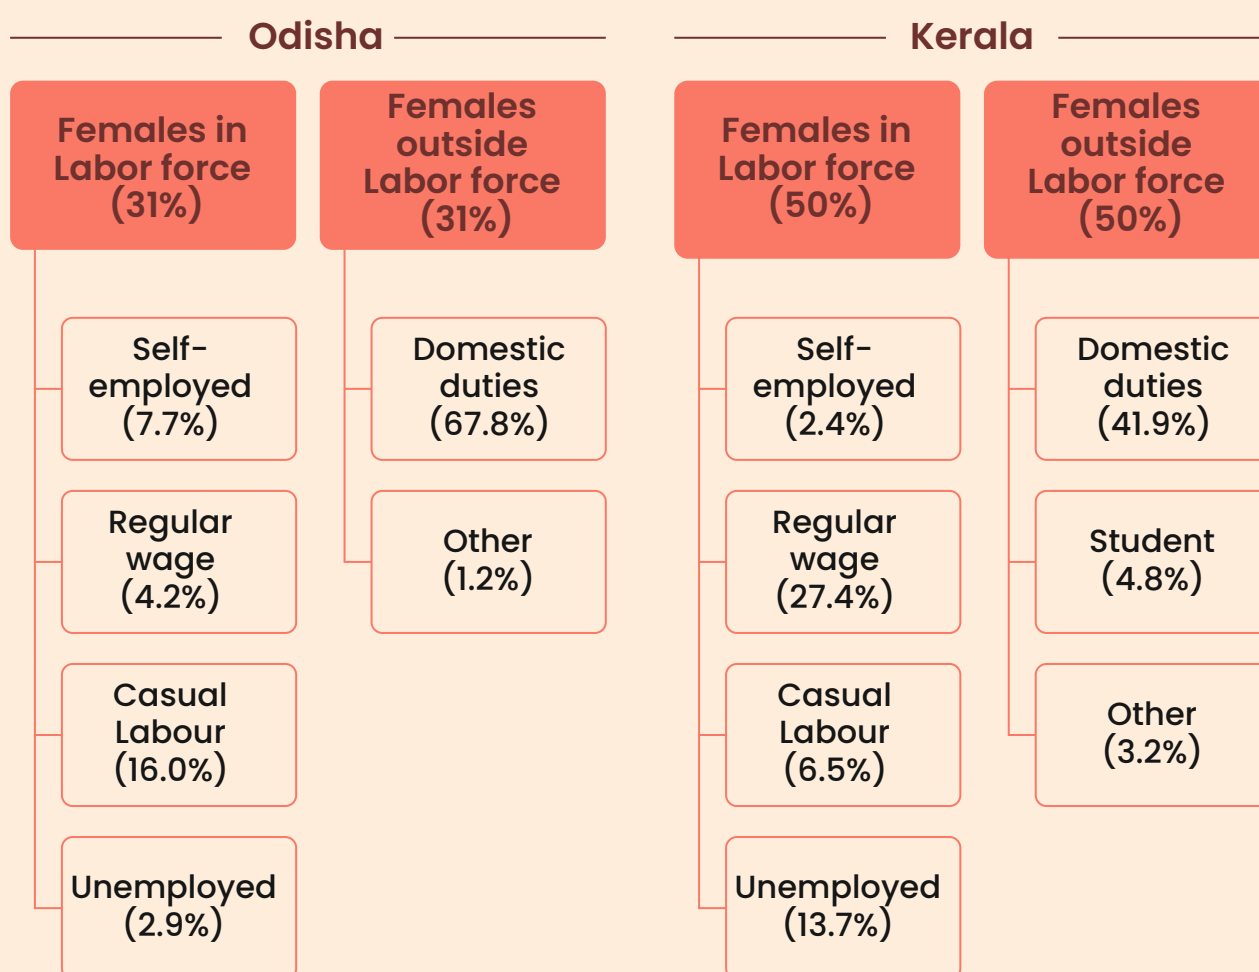 Odisha
Females in
Labor force
(31%)
Females
outside
Labor force
(31%)
Self-
employed
(7.7%)
Regular
wage
(4.2%)
Casual
Labour
(16.0%)
Unemployed
(2.9%)
Domestic
duties
(67.8%)
Other
(1.2%)
Kerala
Females in
Labor force
(50%)
Females
outside
Labor force
(50%)
Self-
employed
(2.4%)
Regular
wage
(27.4%)
Casual
Labour
(6.5%)
Unemployed
(13.7%)
Domestic
duties
(41.9%)
Student
(4.8%)
Other
(3.2%)